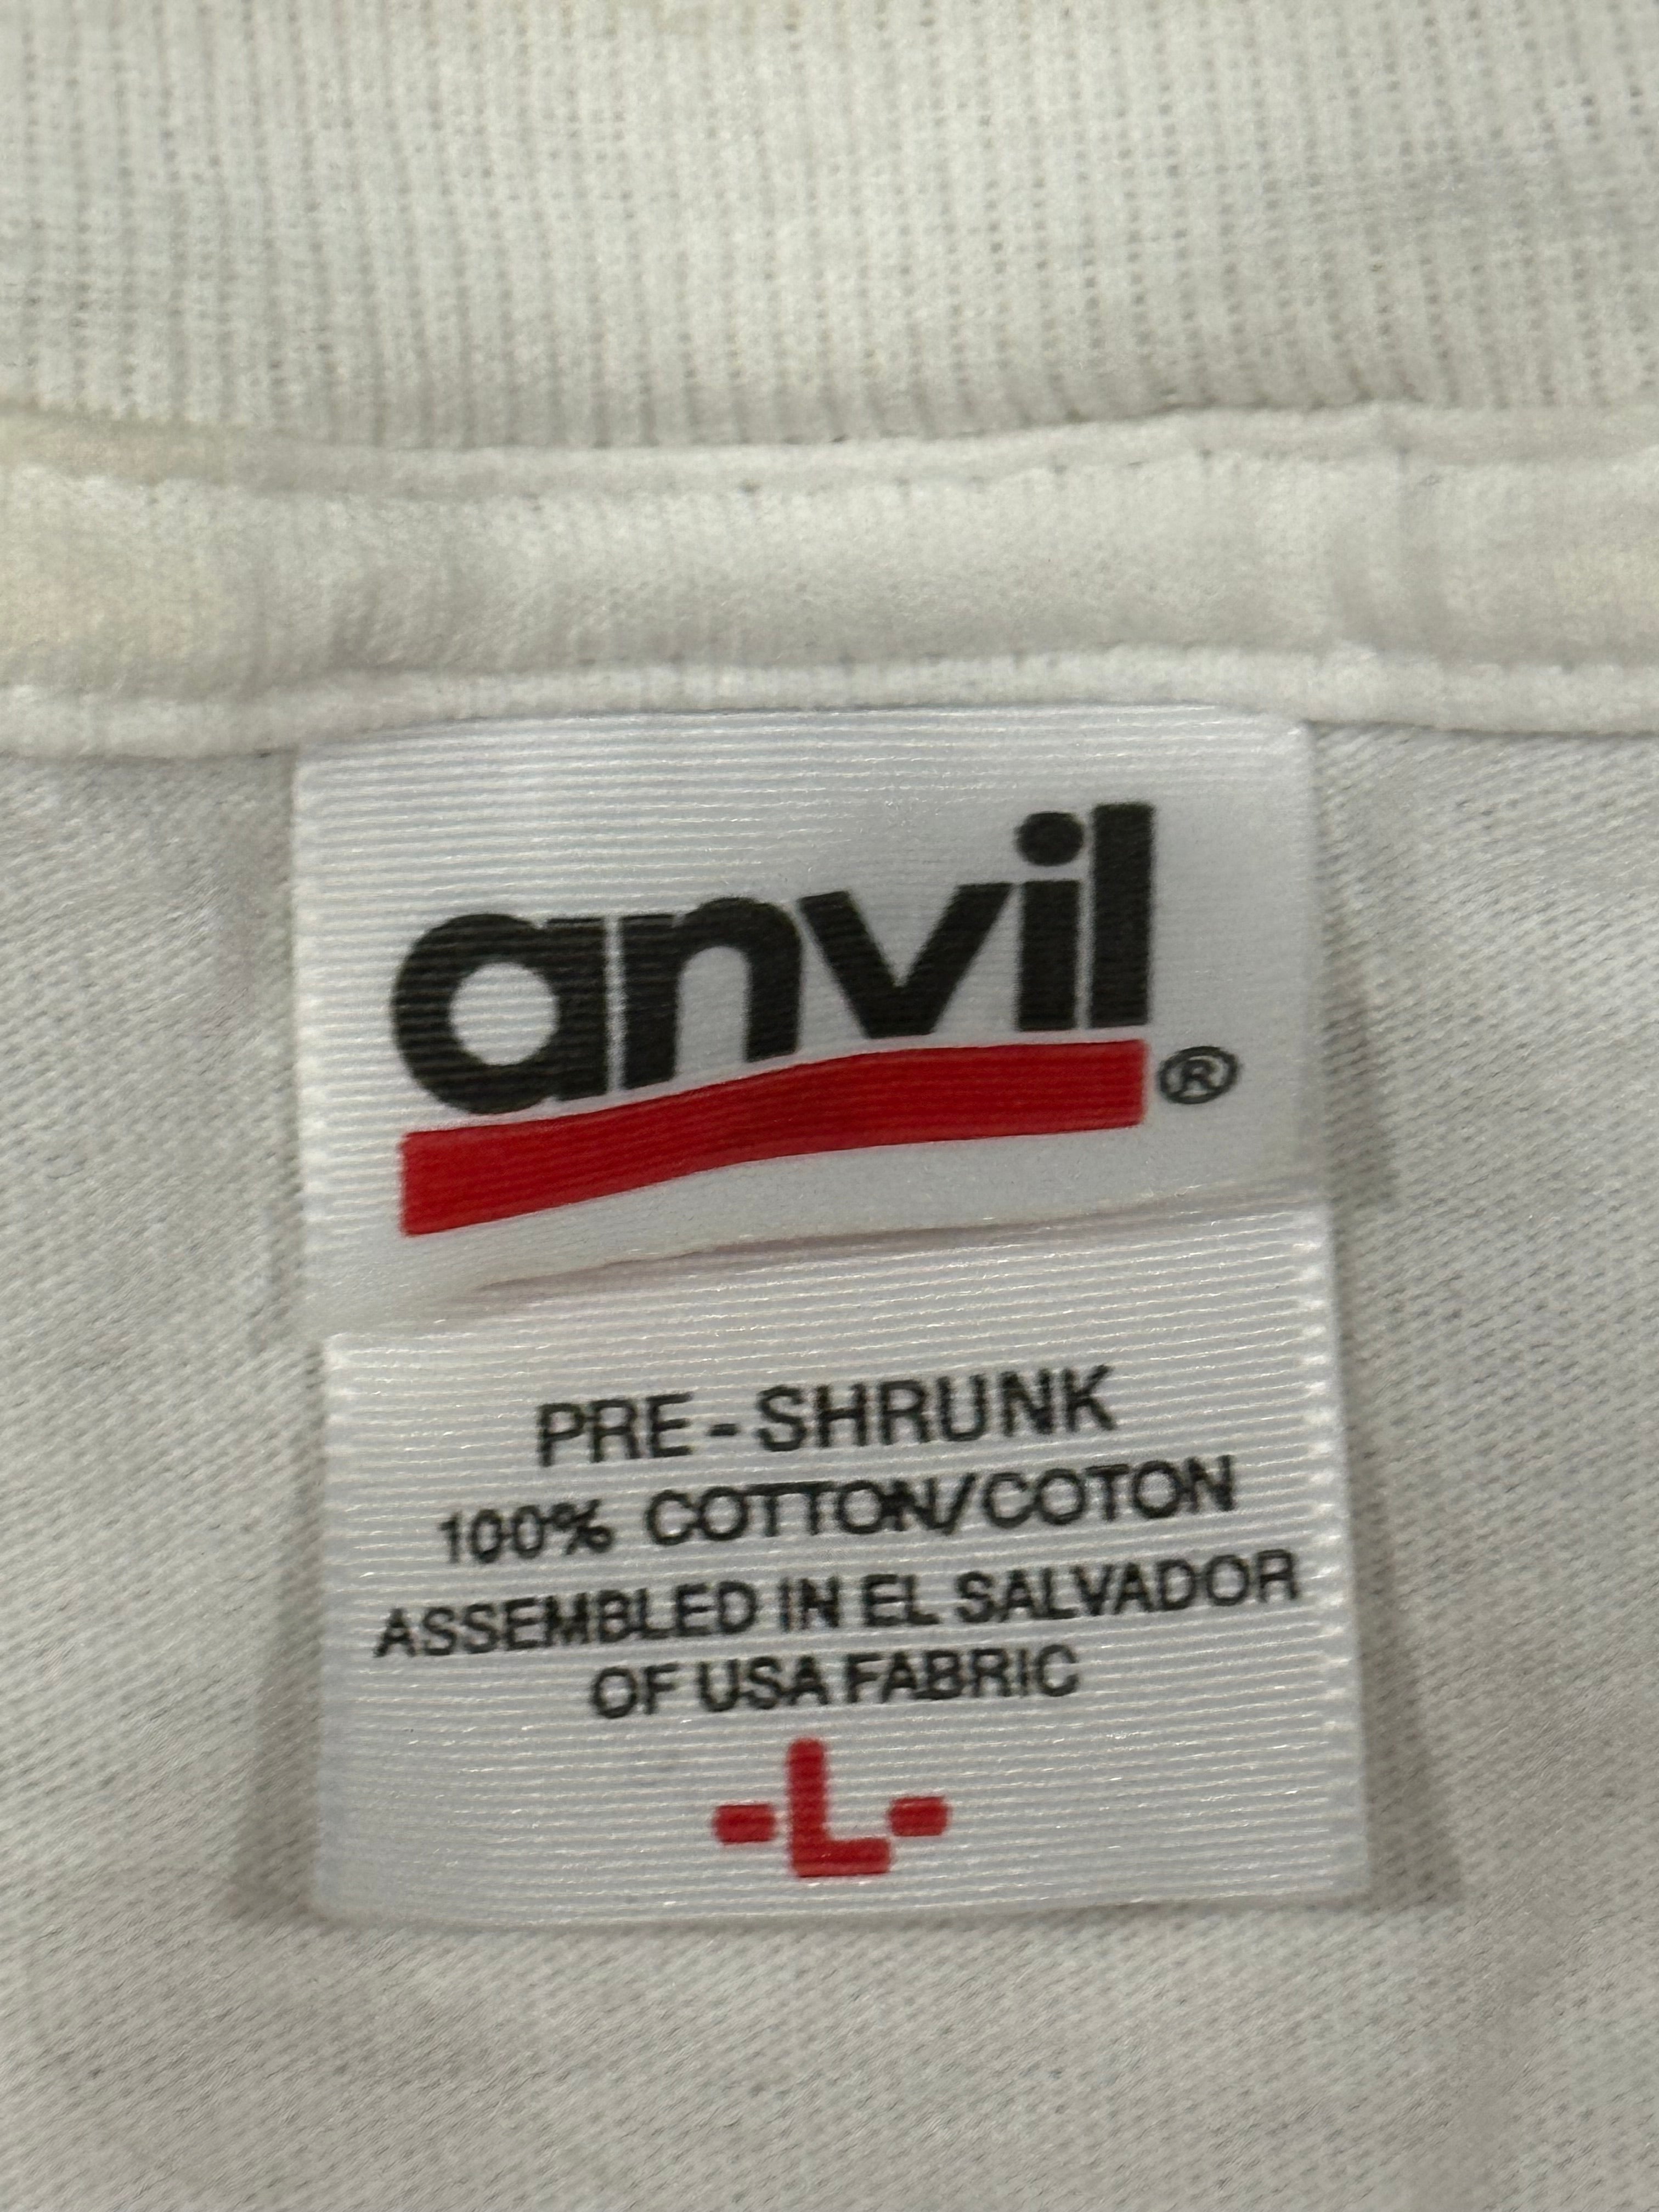 anvil®
PRE-SHRUNK
100% COTTON/COTON
ASSEMBLED IN EL SALVADOR
OF USA FABRIC
-L-